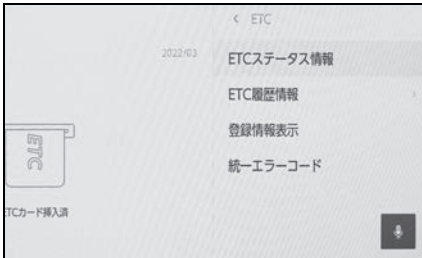 < ETC
2022/03
ETCステータス情報
ETC履歴情報
登録情報表示
統一エラーコード
ETC
ETCカード挿入済